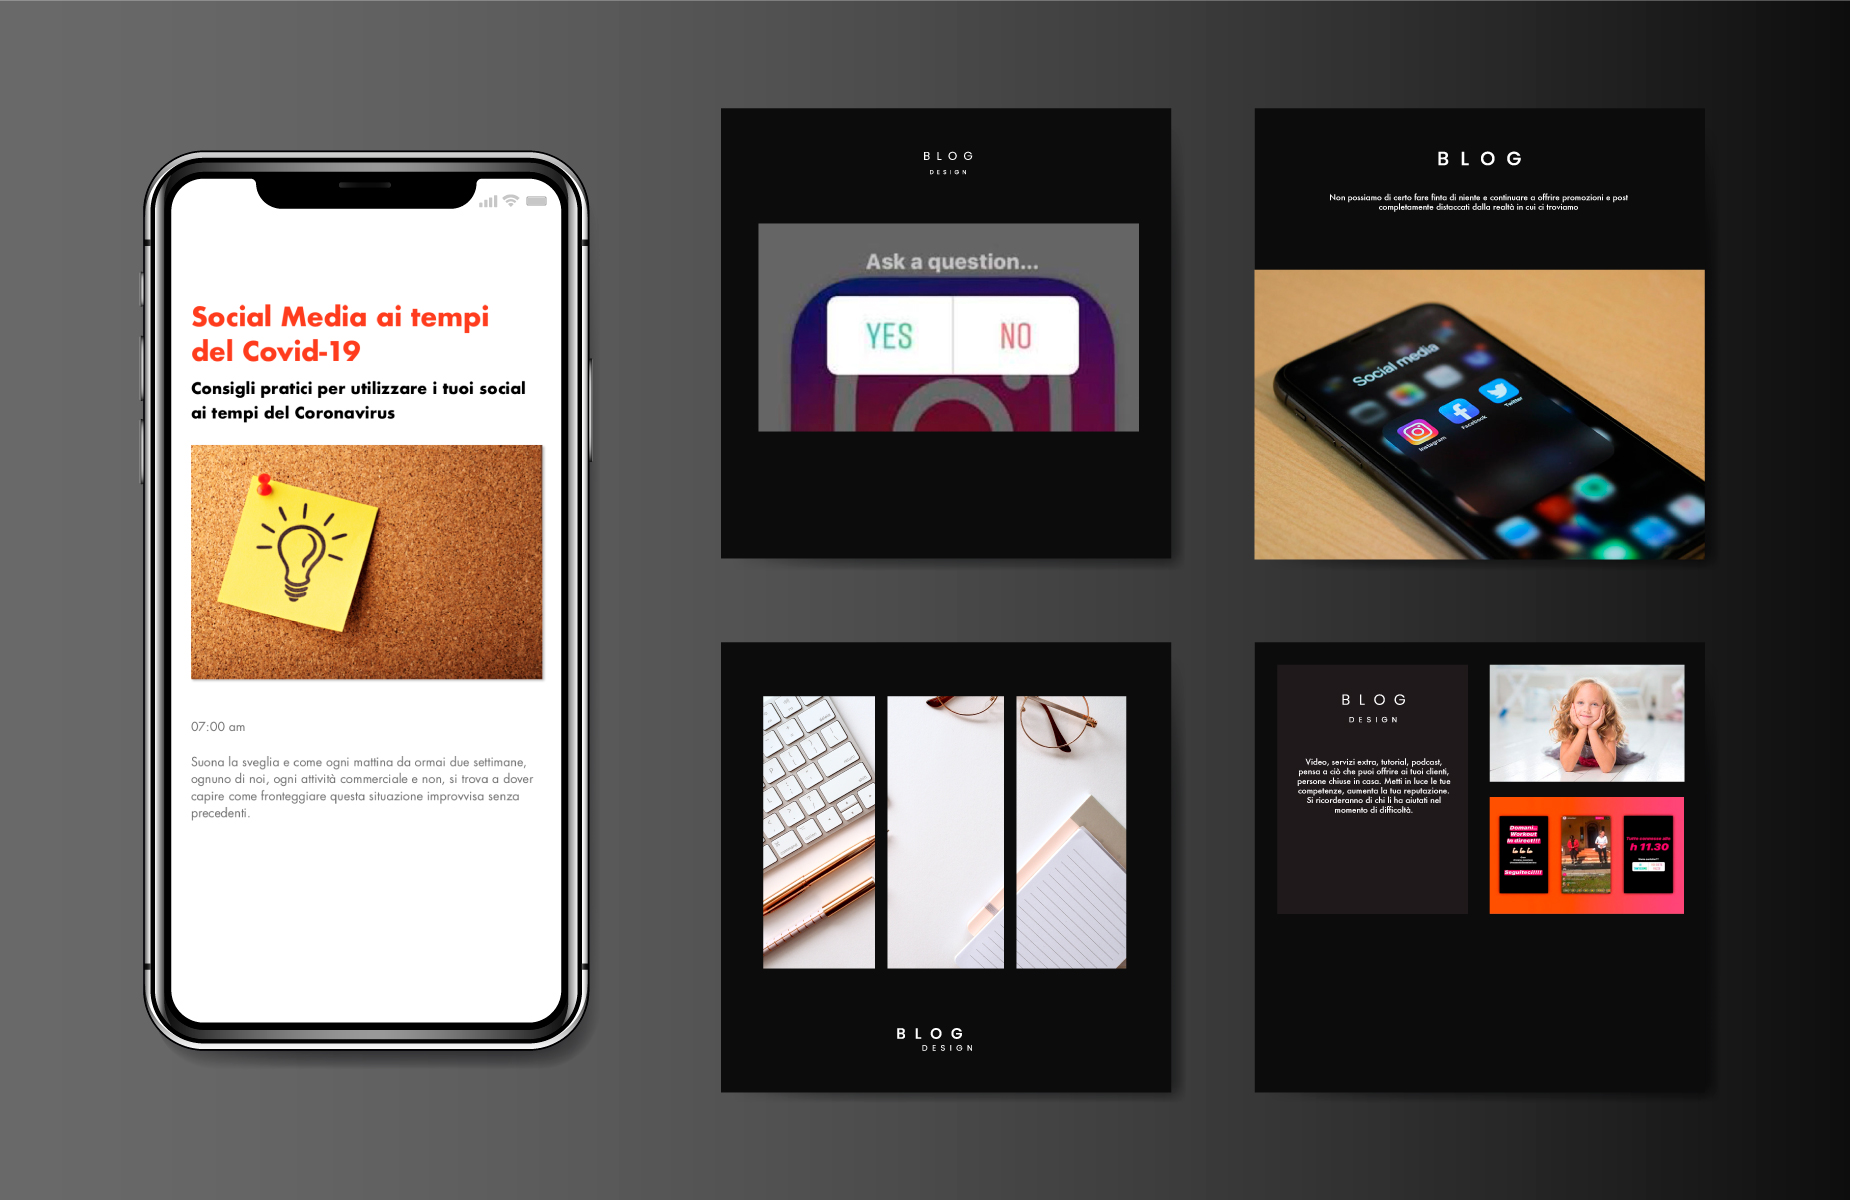 Social Media ai tempi
del Covid-19
Consigli pratici per utilizzare i tuoi social
ai tempi del Coronavirus
07:00 am
Suona la sveglia e come ogni mattina da ormai due settimane,
ognuno di noi, ogni attività commerciale e non, si trova a dover
capire come fronteggiare questa situazione improvvisa senza
precedenti.
BLOG
DESIGN
Ask a question...
YES
NO
BLOG
Non possiamo di certo fare finta di niente e continuare a offrire promozioni e post
completamente distaccati dalla realtà in cui ci troviamo
Social media
Instagram
Facebook
Twitter
BLOG
DESIGN
BLOG
DESIGN
Video, servizi extra, tutorial, podcast,
pensa a ciò che puoi offrire ai tuoi clienti,
persone chiuse in casa. Metti in luce le tue
competenze, aumenta la tua reputazione.
Si ricorderanno di chi li ha aiutati nel
momento di difficoltà.
Domani...
Workout
in direct!!!
Seguiteci!!!!
h 11.30